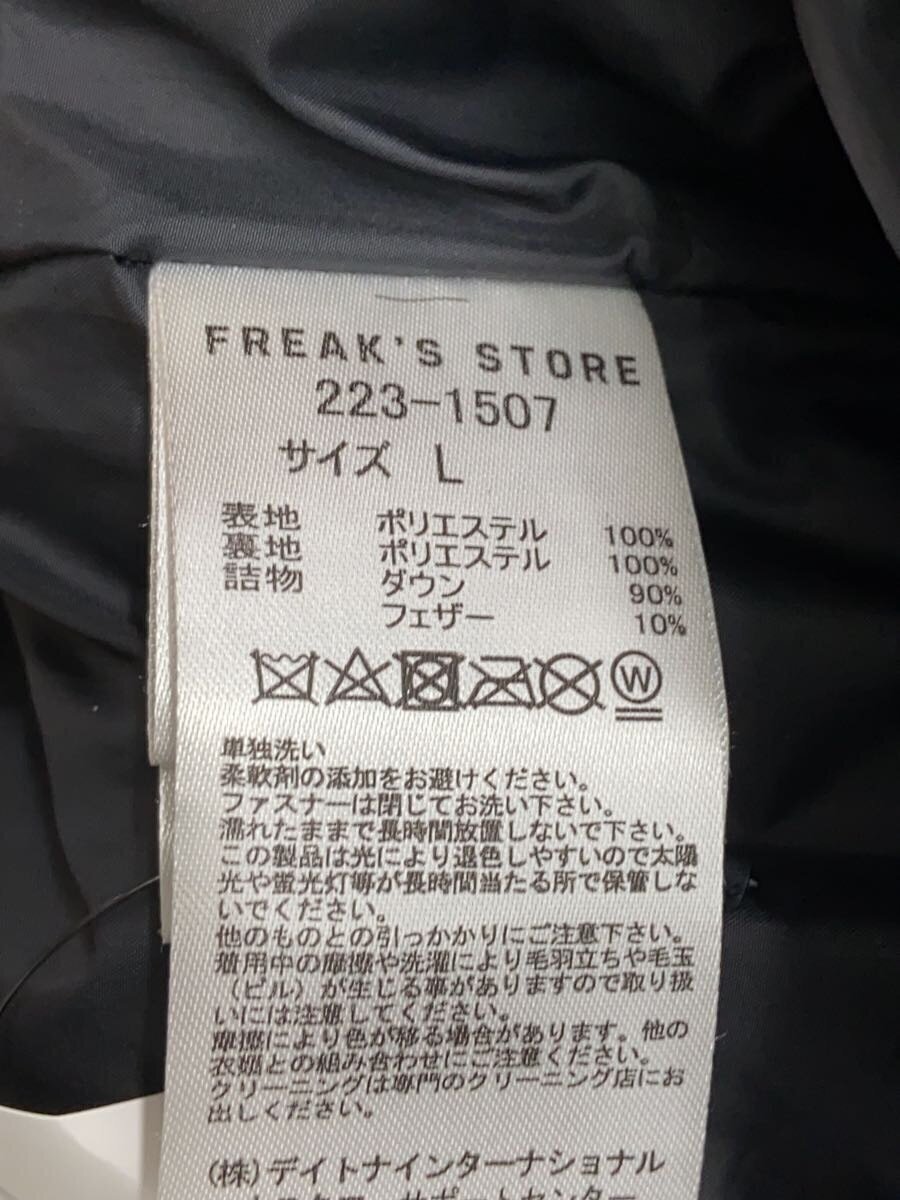 FREAK'S STORE
223-1507
サイズ L
表地 ポリエステル 100%
裏地 ポリエステル 100%
詰物 ダウン 90%
フェザー 10%
W
単独洗い
柔軟剤の添加をお避けください。
ファスナーは閉じてお洗い下さい。
濡れたままで長時間放置しないで下さい。
この製品は光により退色しやすいので太陽
光や蛍光灯等が長時間当たる所で保管しな
いでください。
他のものとの引っかかりにご注意下さい。
着用中の摩擦や洗濯により毛羽立ちや毛玉
(ピル)が生じる事がありますので取り扱
いには注意してください。
摩擦により色が移る場合があります。他の
衣類との組み合わせにご注意ください。
クリーニングは専門のクリーニング店にお
出しください。
(株)デイトナインターナショナル
サポートセンター